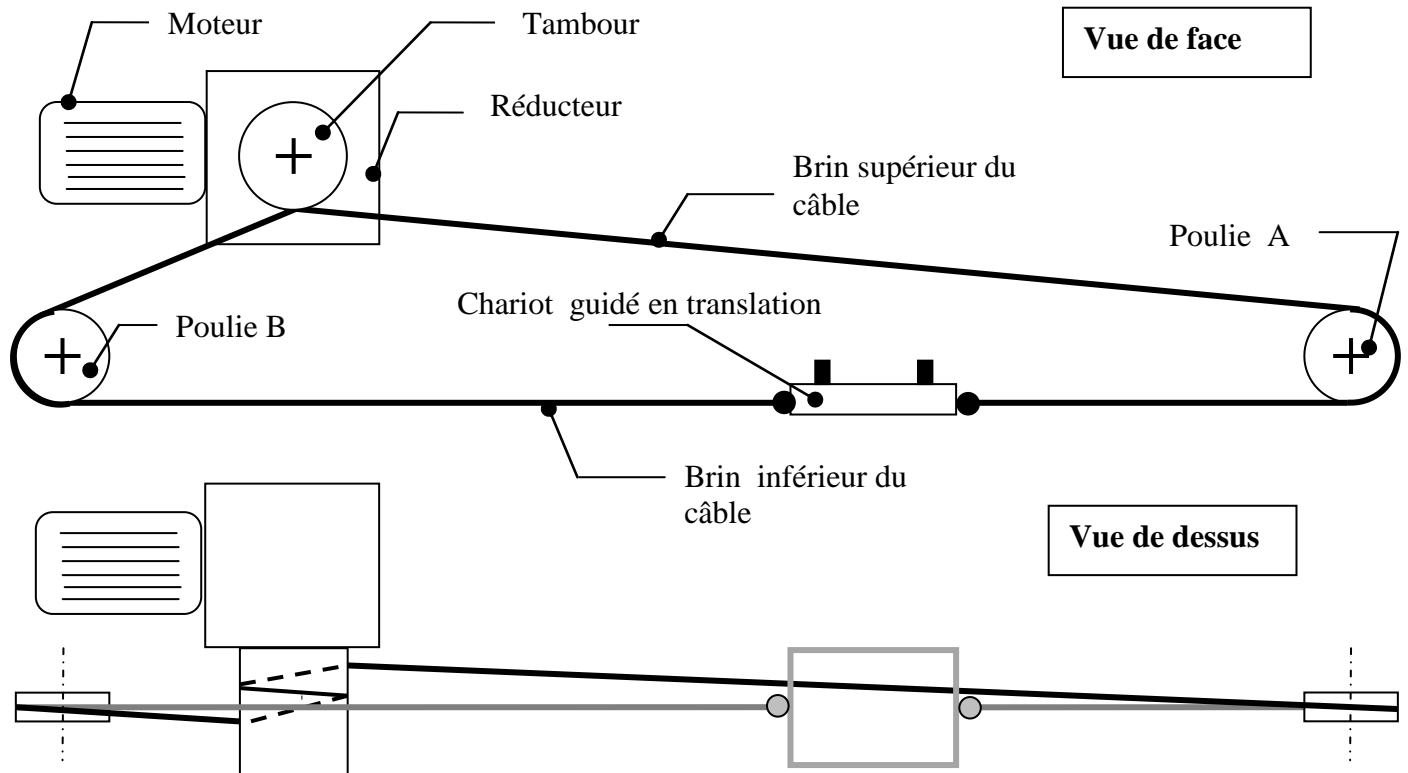 Moteur
Tambour
Vue de face
Réducteur
Brin supérieur du
câble
Poulie  A
Chariot  guidé en translation
Poulie B
Brin  inférieur du
câble
Vue de dessus